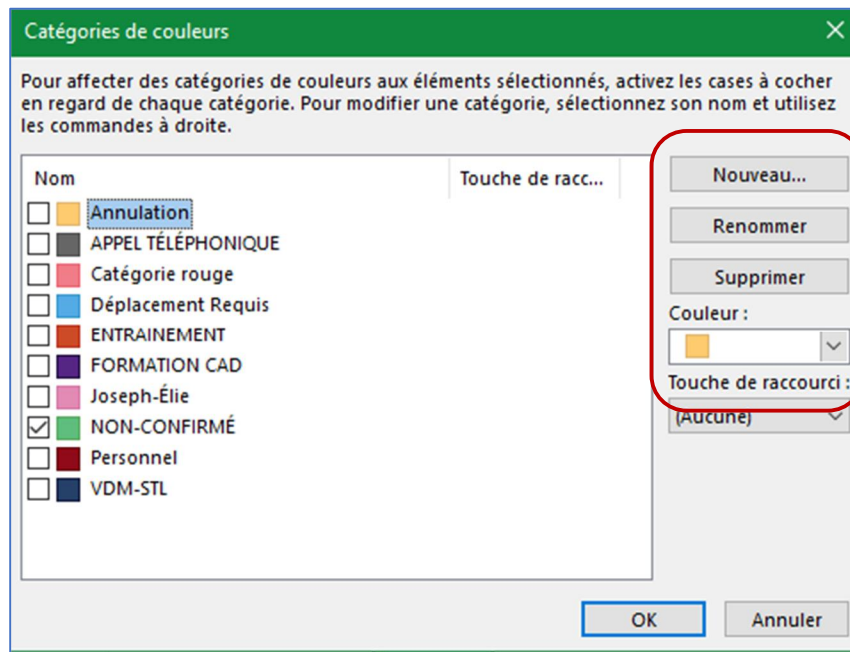 Catégories de couleurs
Pour affecter des catégories de couleurs aux éléments sélectionnés, activez les cases à cocher
en regard de chaque catégorie. Pour modifier une catégorie, sélectionnez son nom et utilisez
les commandes à droite.
Nom Touche de racc...
Annulation
APPEL TÉLÉPHONIQUE
Catégorie rouge
Déplacement Requis
ENTRAINEMENT
FORMATION CAD
Joseph-Élie
NON-CONFIRMÉ
Personnel
VDM-STL
Nouveau...
Renommer
Supprimer
Couleur :
Touche de raccourci :
(Aucune)
OK Annuler